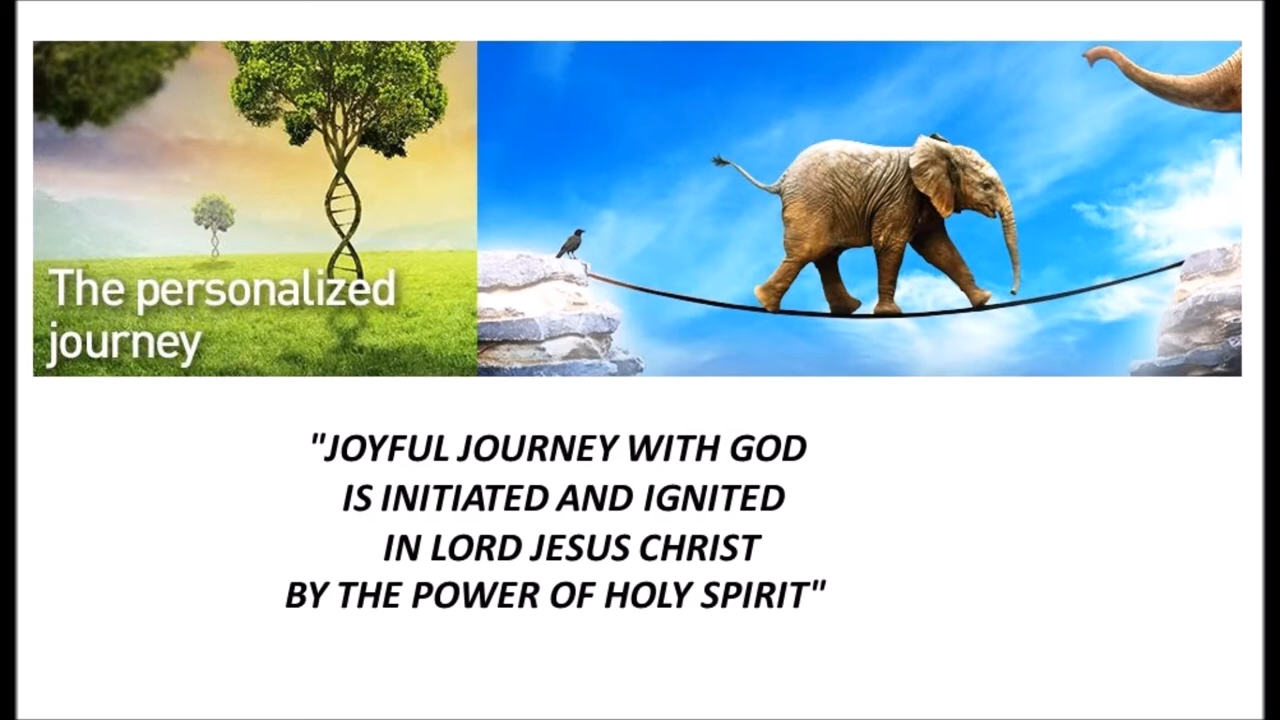 The personalized
journey
"JOYFUL JOURNEY WITH GOD
IS INITIATED AND IGNITED
IN LORD JESUS CHRIST
BY THE POWER OF HOLY SPIRIT"